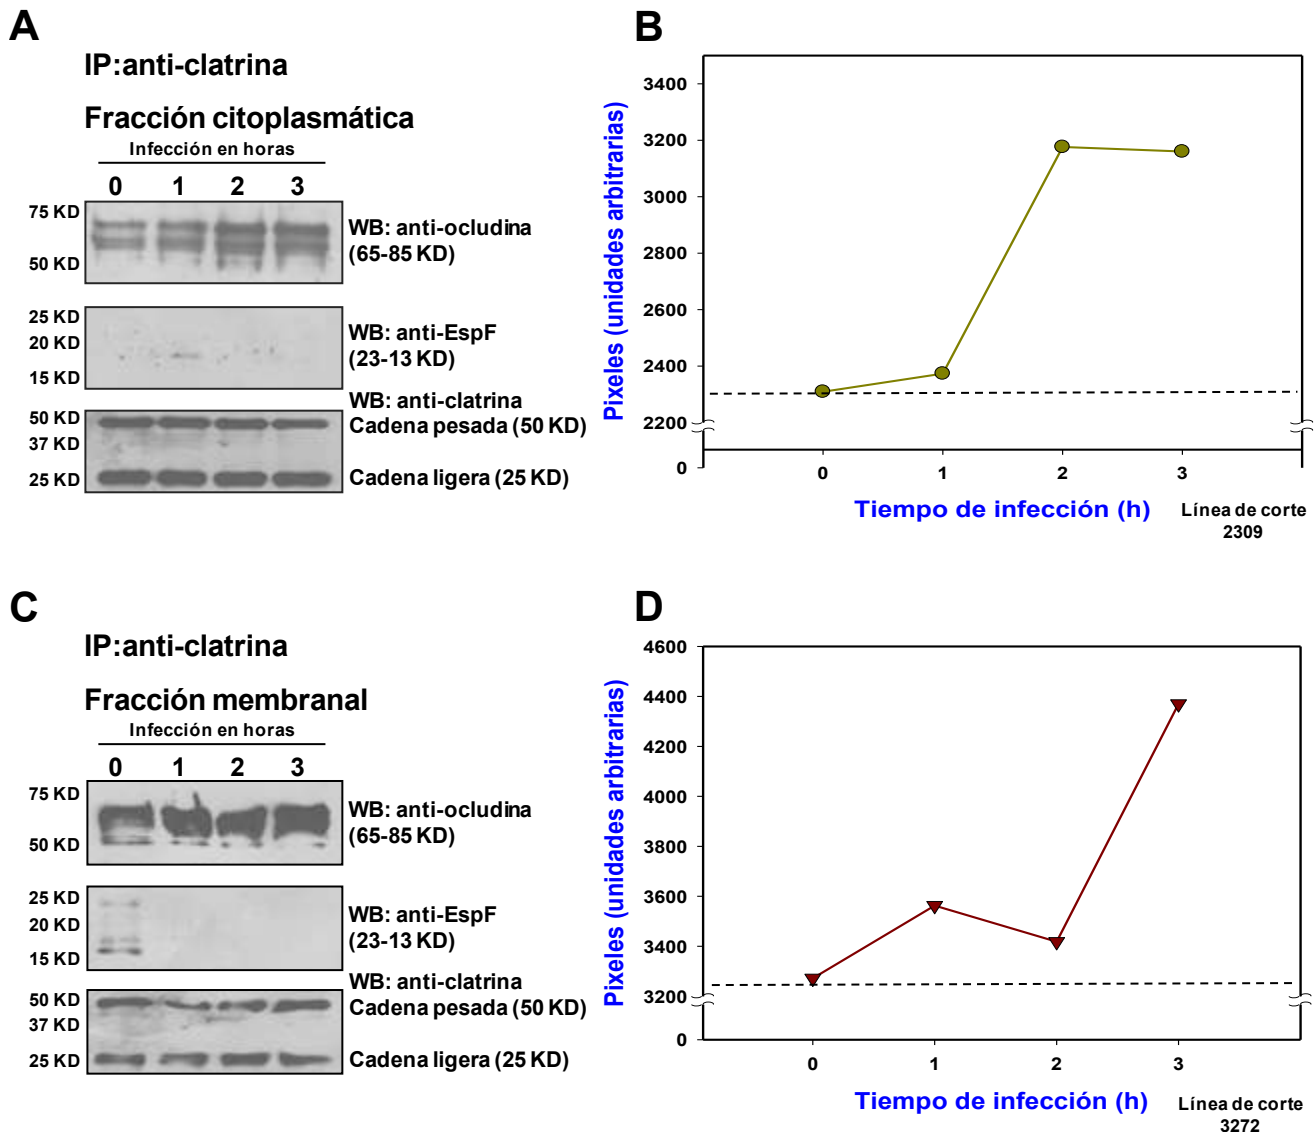 A
IP:anti-clatrina
Fracción citoplasmática
Infección en horas
0 1 2 3
75 KD
50 KD
WB: anti-ocludina
(65-85 KD)
25 KD
20 KD
15 KD
WB: anti-EspF
(23-13 KD)
WB: anti-clatrina
50 KD
Cadena pesada (50 KD)
37 KD
25 KD
Cadena ligera (25 KD)
B
Pixeles (unidades arbitrarias)
3400
3200
3000
2800
2600
2400
2200
0
0 1 2 3
Tiempo de infección (h)
Línea de corte
2309
C
IP:anti-clatrina
Fracción membranal
Infección en horas
0 1 2 3
75 KD
50 KD
WB: anti-ocludina
(65-85 KD)
25 KD
20 KD
15 KD
WB: anti-EspF
(23-13 KD)
WB: anti-clatrina
50 KD
Cadena pesada (50 KD)
37 KD
25 KD
Cadena ligera (25 KD)
D
Pixeles (unidades arbitrarias)
4600
4400
4200
4000
3800
3600
3400
3200
0
0 1 2 3
Tiempo de infección (h)
Línea de corte
3272